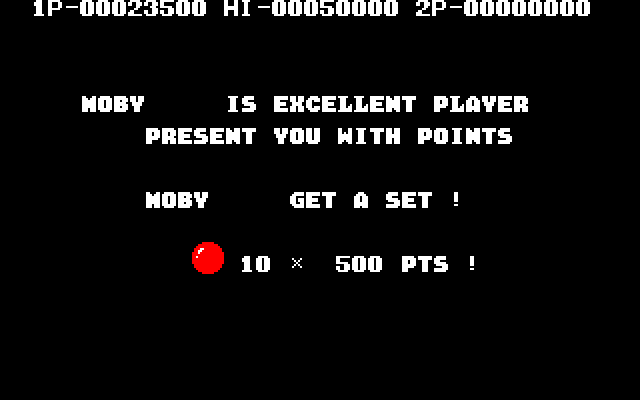 1P-00023500 HI-00050000 2P-00000000
MOBY IS EXCELLENT PLAYER
PRESENT YOU WITH POINTS
MOBY GET A SET !
10 × 500 PTS !